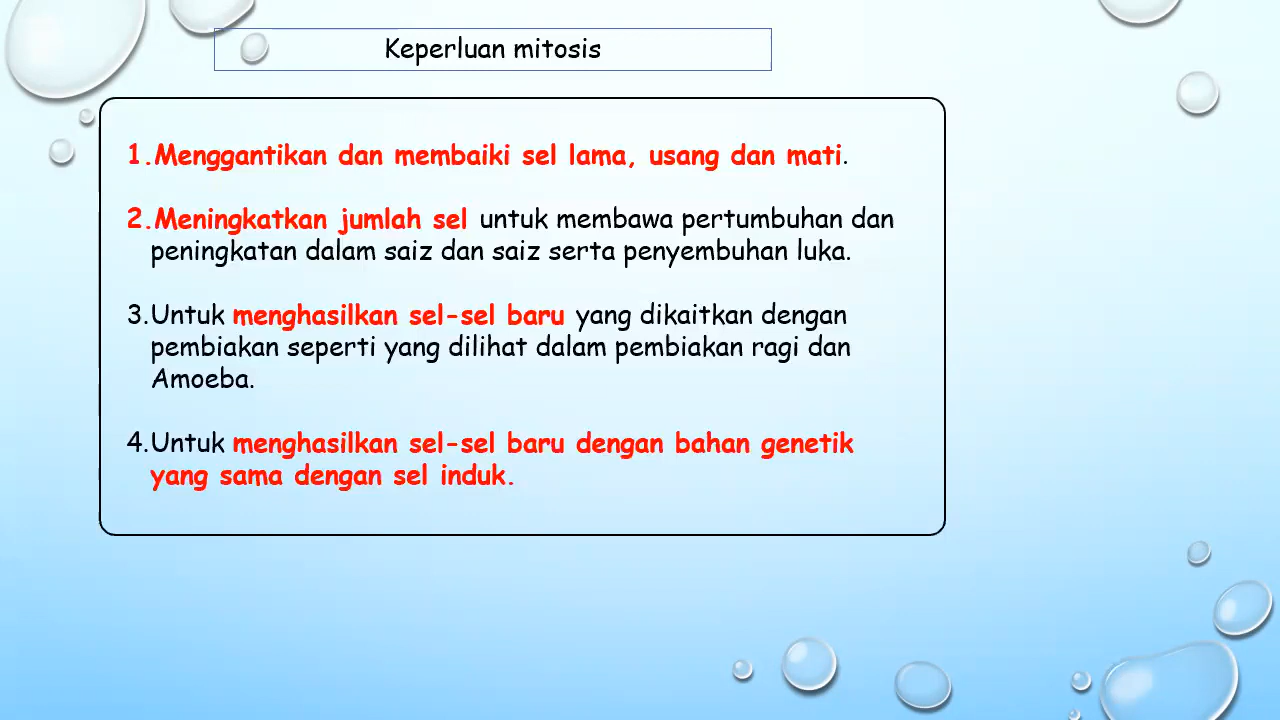 Keperluan mitosis
1.Menggantikan dan membaiki sel lama, usang dan mati.
2.Meningkatkan jumlah sel untuk membawa pertumbuhan dan
peningkatan dalam saiz dan saiz serta penyembuhan luka.
3.Untuk menghasilkan sel-sel baru yang dikaitkan dengan
pembiakan seperti yang dilihat dalam pembiakan ragi dan
Amoeba.
4.Untuk menghasilkan sel-sel baru dengan bahan genetik
yang sama dengan sel induk.